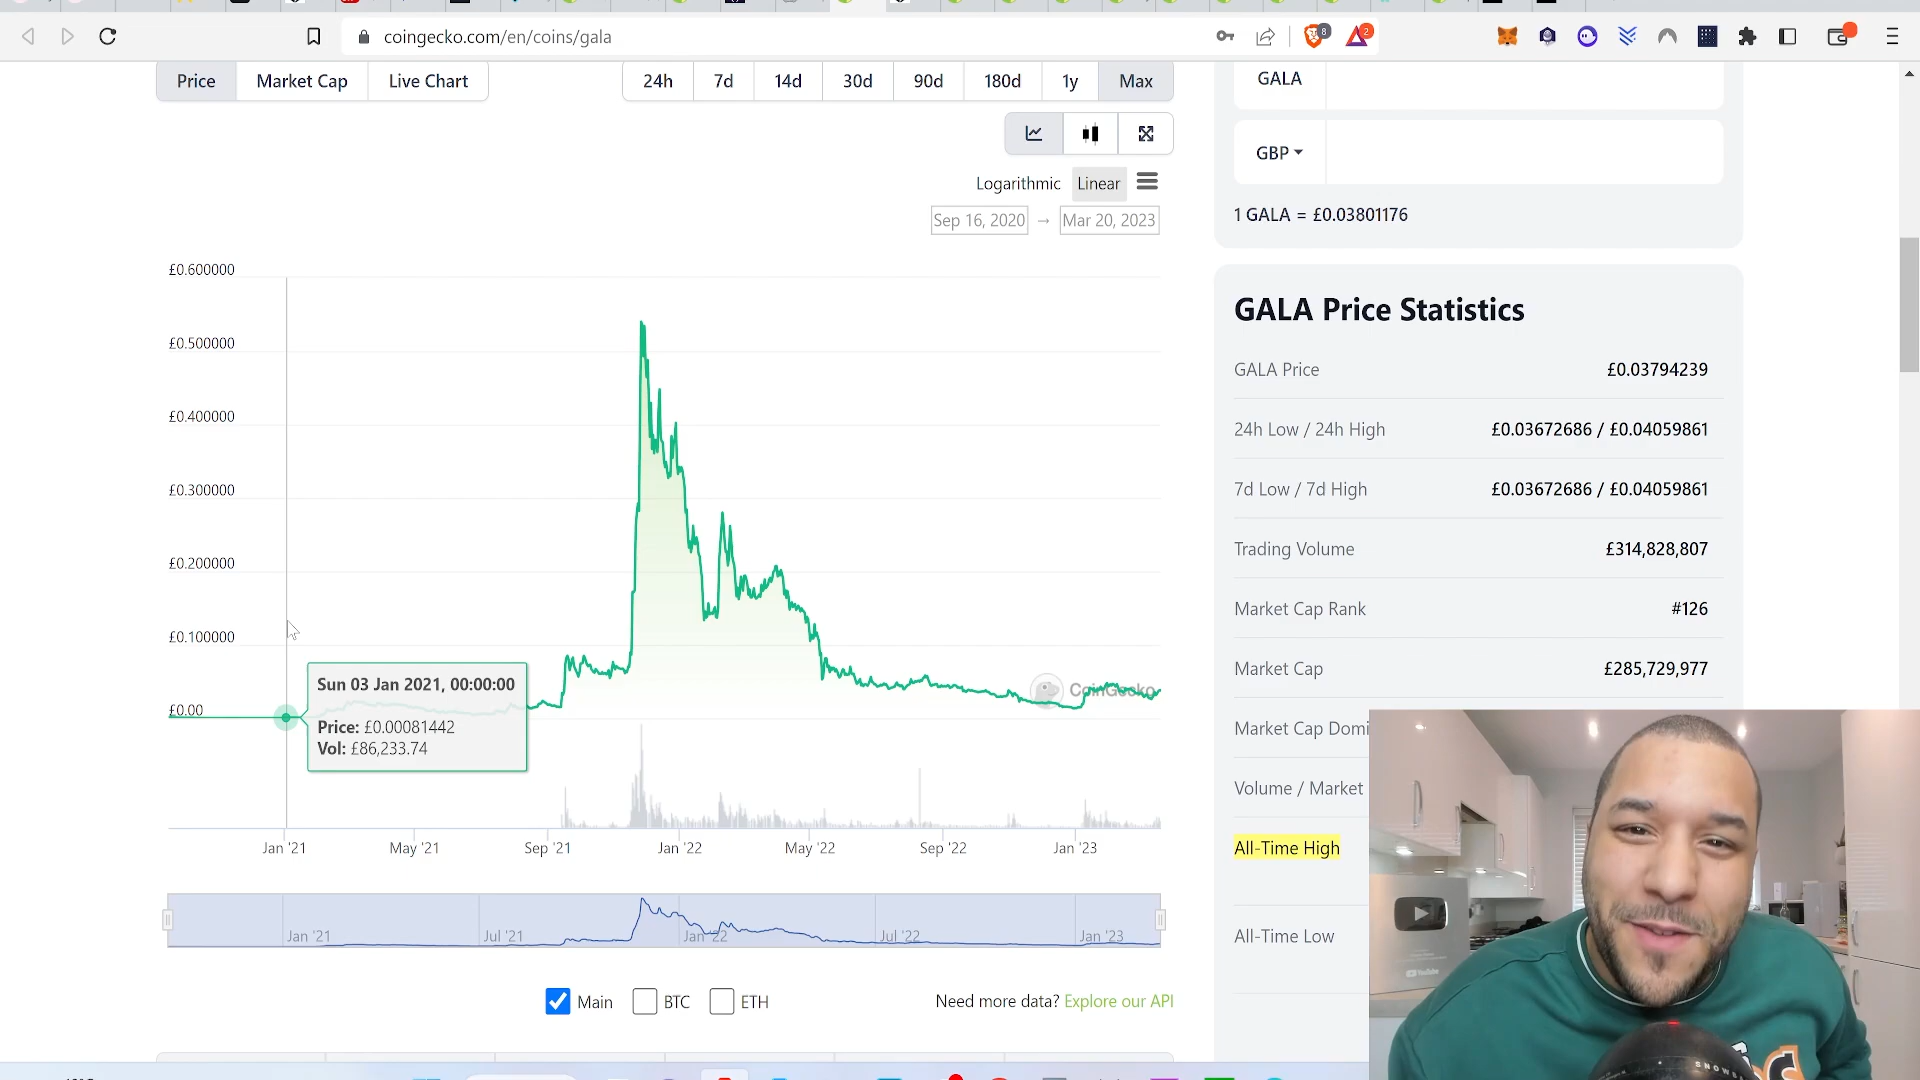 coingecko.com/en/coins/gala
8
2
Price
Market Cap
Live Chart
24h
7d
14d
30d
90d
180d
1y
Max
Logarithmic
Linear
Sep 16, 2020 → Mar 20, 2023
£0.600000
£0.500000
£0.400000
£0.300000
£0.200000
£0.100000
£0.00
Sun 03 Jan 2021, 00:00:00
Price: £0.00081442
Vol: £86,233.74
CoinGecko
Jan '21
May '21
Sep '21
Jan '22
May '22
Sep '22
Jan '23
Jan '21
Jul '21
Jan '22
Jul '22
Jan '23
Main
BTC
ETH
Need more data? Explore our API
GALA
GBP
1 GALA = £0.03801176
GALA Price Statistics
GALA Price £0.03794239
24h Low / 24h High £0.03672686 / £0.04059861
7d Low / 7d High £0.03672686 / £0.04059861
Trading Volume £314,828,807
Market Cap Rank #126
Market Cap £285,729,977
Market Cap Domi
Volume / Market
All-Time High
All-Time Low
YouTube